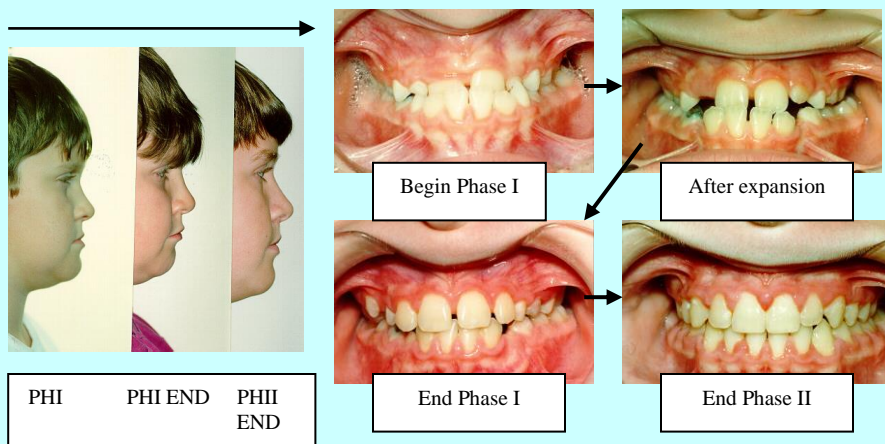 Begin Phase I
After expansion
End Phase I
End Phase II
PHI PHI END PHII
END